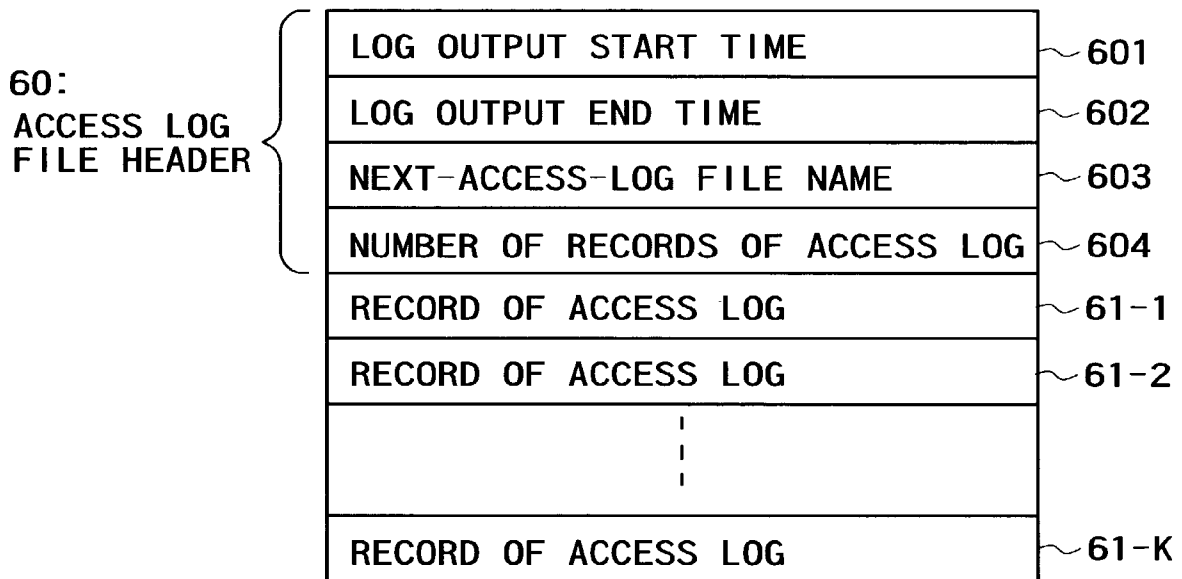 LOG OUTPUT START TIME 601
60:
ACCESS LOG
FILE HEADER
LOG OUTPUT END TIME 602
NEXT-ACCESS-LOG FILE NAME 603
NUMBER OF RECORDS OF ACCESS LOG 604
RECORD OF ACCESS LOG 61-1
RECORD OF ACCESS LOG 61-2
RECORD OF ACCESS LOG 61-K